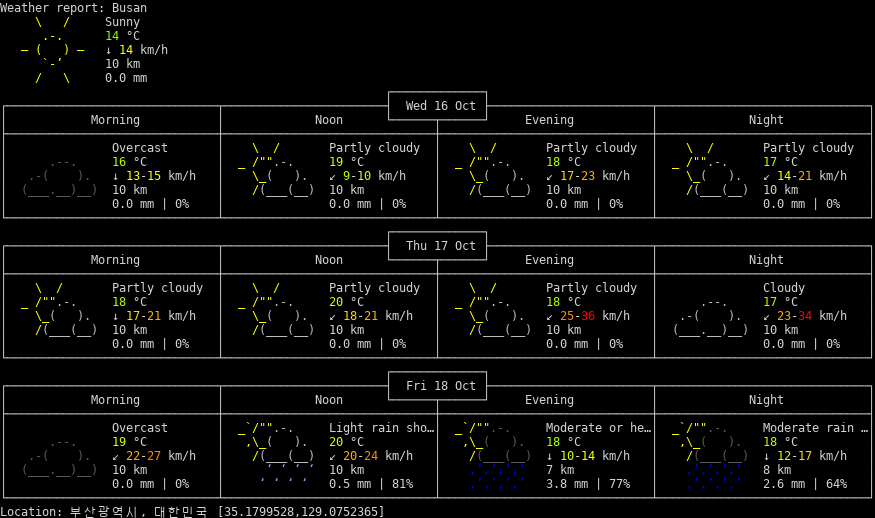 Weather report: Busan
Sunny
14 °C
↓ 14 km/h
10 km
0.0 mm
Wed 16 Oct
Morning Noon Evening Night
Overcast Partly cloudy Partly cloudy Partly cloudy
16 °C 19 °C 18 °C 17 °C
↓ 13-15 km/h ↙ 9-10 km/h ↙ 17-23 km/h ↙ 14-21 km/h
10 km 10 km 10 km 10 km
0.0 mm | 0% 0.0 mm | 0% 0.0 mm | 0% 0.0 mm | 0%
Thu 17 Oct
Morning Noon Evening Night
Partly cloudy Partly cloudy Partly cloudy Cloudy
18 °C 20 °C 18 °C 17 °C
↓ 17-21 km/h ↙ 18-21 km/h ↙ 25-36 km/h ↙ 23-34 km/h
10 km 10 km 10 km 10 km
0.0 mm | 0% 0.0 mm | 0% 0.0 mm | 0% 0.0 mm | 0%
Fri 18 Oct
Morning Noon Evening Night
Overcast Light rain sho… Moderate or he… Moderate rain …
19 °C 20 °C 18 °C 18 °C
↙ 22-27 km/h ↙ 20-24 km/h ↓ 10-14 km/h ↓ 12-17 km/h
10 km 10 km 7 km 8 km
0.0 mm | 0% 0.5 mm | 81% 3.8 mm | 77% 2.6 mm | 64%
Location: 부산광역시, 대한민국 [35.1799528,129.0752365]